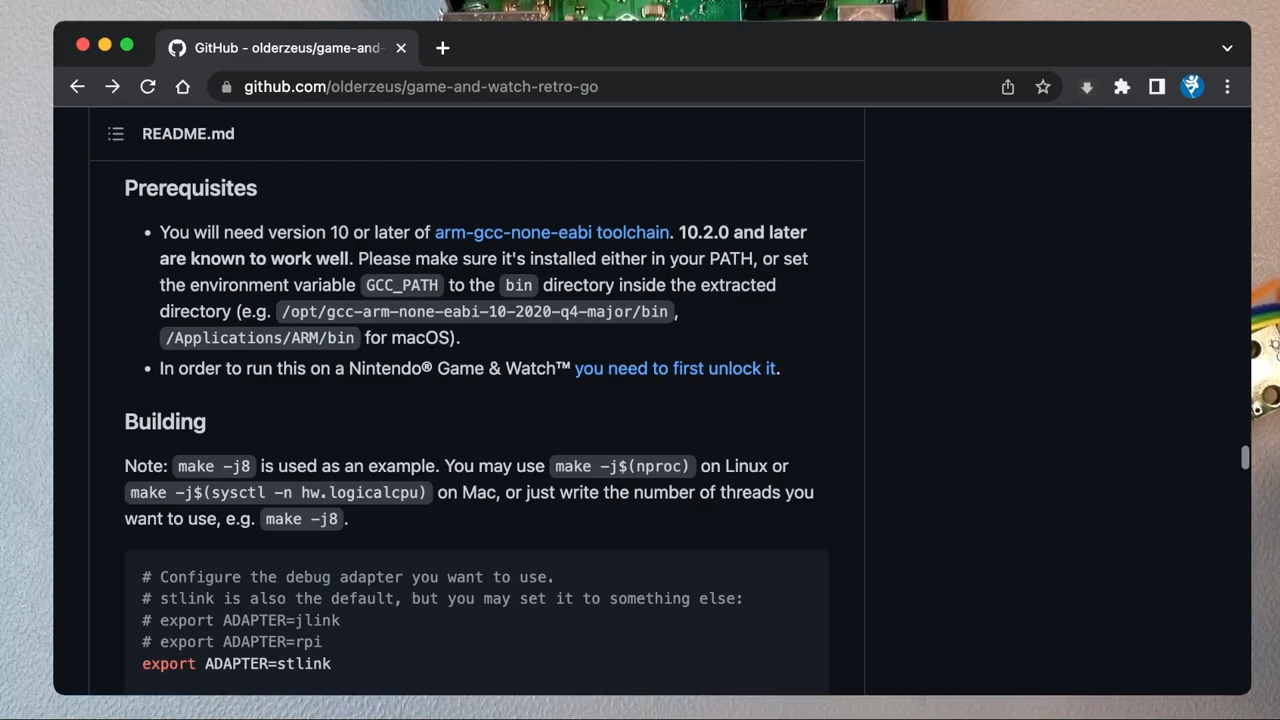 GitHub - olderzeus/game-and-
github.com/olderzeus/game-and-watch-retro-go
README.md
Prerequisites
• You will need version 10 or later of arm-gcc-none-eabi toolchain. 10.2.0 and later
are known to work well. Please make sure it's installed either in your PATH, or set
the environment variable GCC_PATH to the bin directory inside the extracted
directory (e.g. /opt/gcc-arm-none-eabi-10-2020-q4-major/bin,
/Applications/ARM/bin for macOS).
• In order to run this on a Nintendo® Game & Watch™ you need to first unlock it.
Building
Note: make -j8 is used as an example. You may use make -j$(nproc) on Linux or
make -j$(sysctl -n hw.logicalcpu) on Mac, or just write the number of threads you
want to use, e.g. make -j8.
# Configure the debug adapter you want to use.
# stlink is also the default, but you may set it to something else:
# export ADAPTER=jlink
# export ADAPTER=rpi
export ADAPTER=stlink